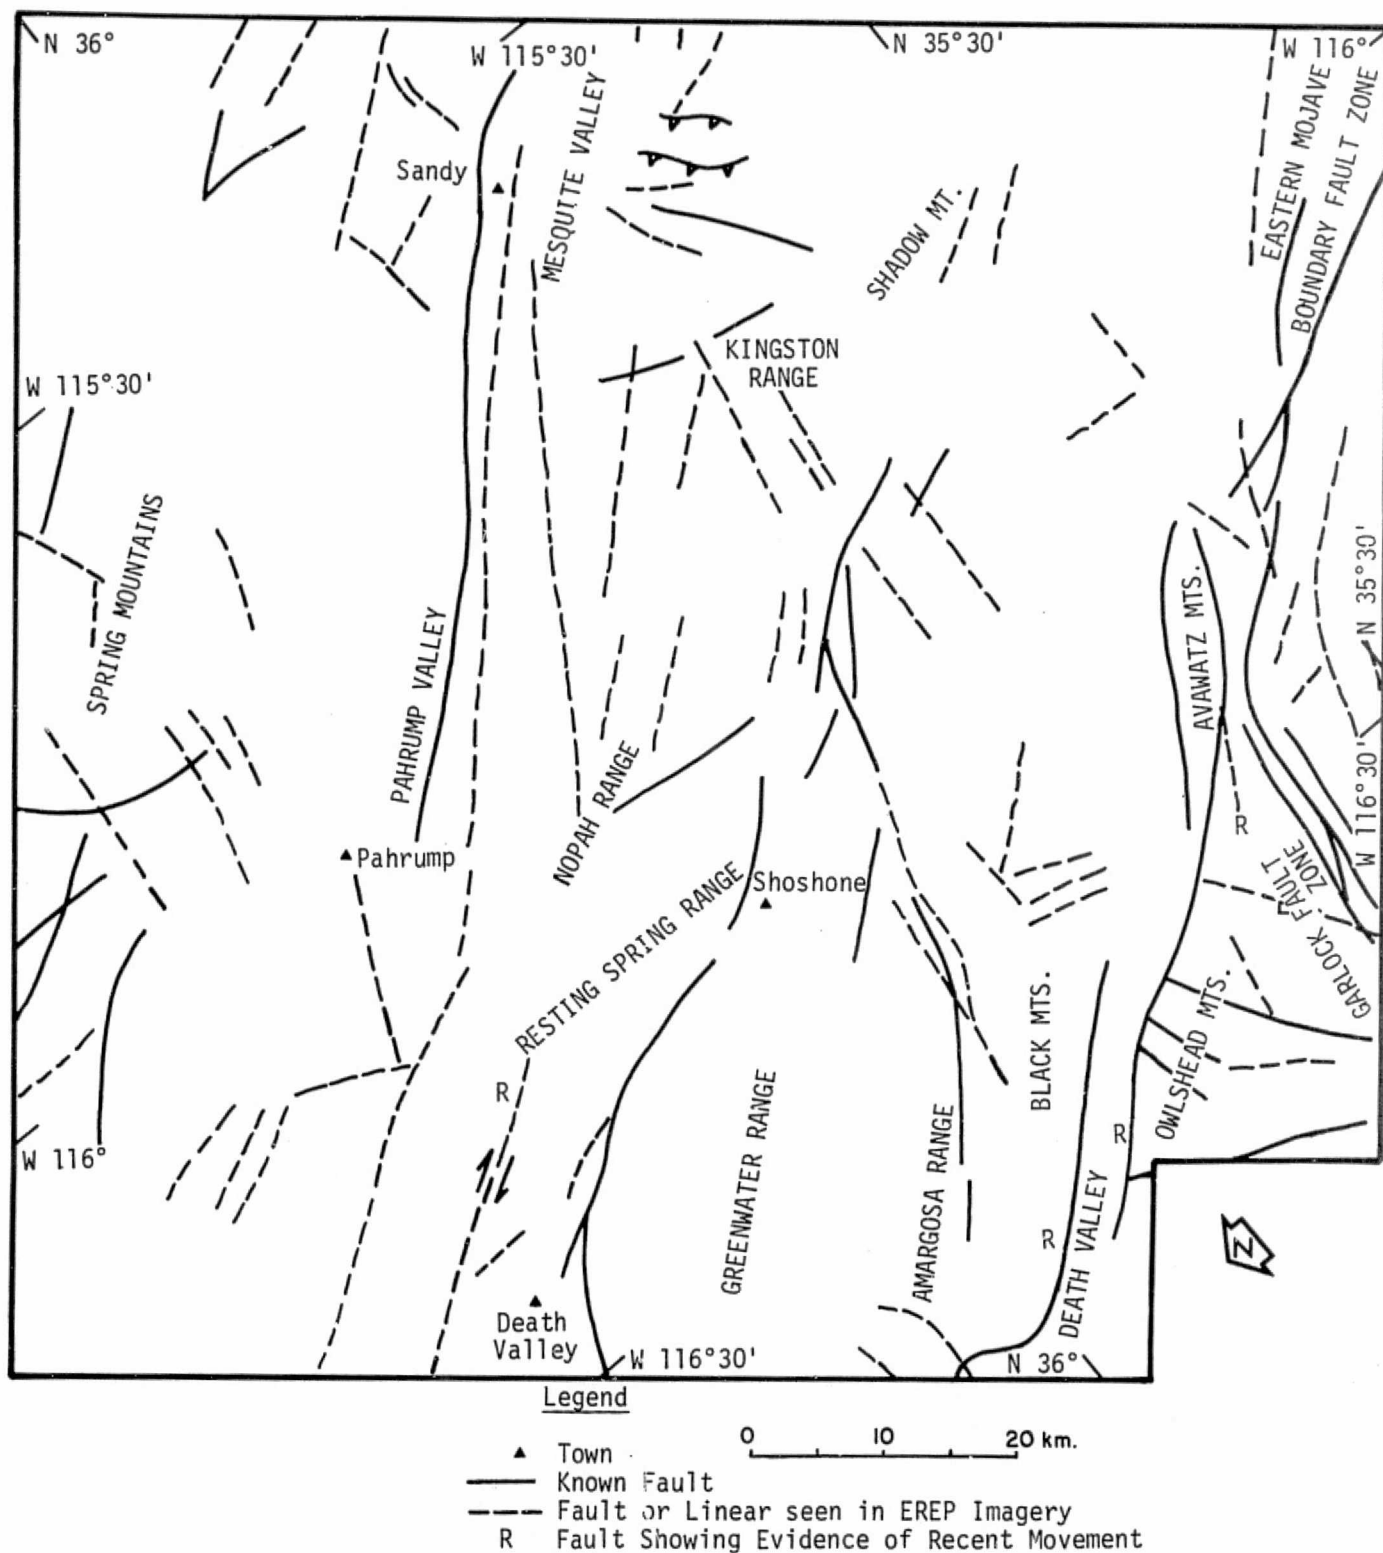 N 36°
W 115°30'
N 35°30'
W 116°
MESQUITE VALLEY
EASTERN MOJAVE
BOUNDARY FAULT ZONE
Sandy
SHADOW MT.
KINGSTON
RANGE
W 115°30'
SPRING MOUNTAINS
PAHRUMP VALLEY
N 35°30'
AVAWATZ MTS.
NOPAH RANGE
W 116°30'
R
Pahrump
Shoshone
RESTING SPRING RANGE
GARLOCK FAULT
ZONE
BLACK MTS.
OWLSHEAD MTS.
R
GREENWATER RANGE
AMARGOSA RANGE
R
W 116°
DEATH VALLEY
R
N
Death
Valley
W 116°30'
N 36°
Legend
0 10 20 km.
Town
Known Fault
Fault or Linear seen in EREP Imagery
R Fault Showing Evidence of Recent Movement